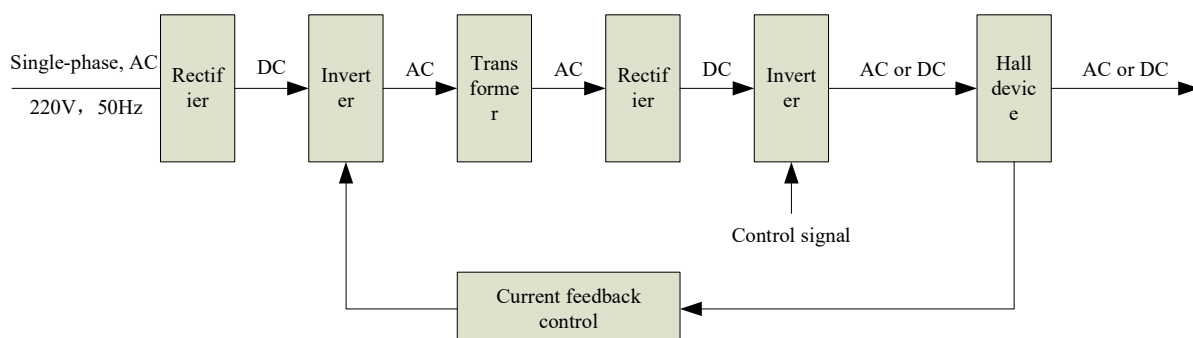 Single-phase, AC
220V，50Hz
Rectif
ier
DC
Invert
er
AC
Trans
forme
r
AC
Rectif
ier
DC
Invert
er
AC or DC
Hall
devic
e
AC or DC
Control signal
Current feedback
control